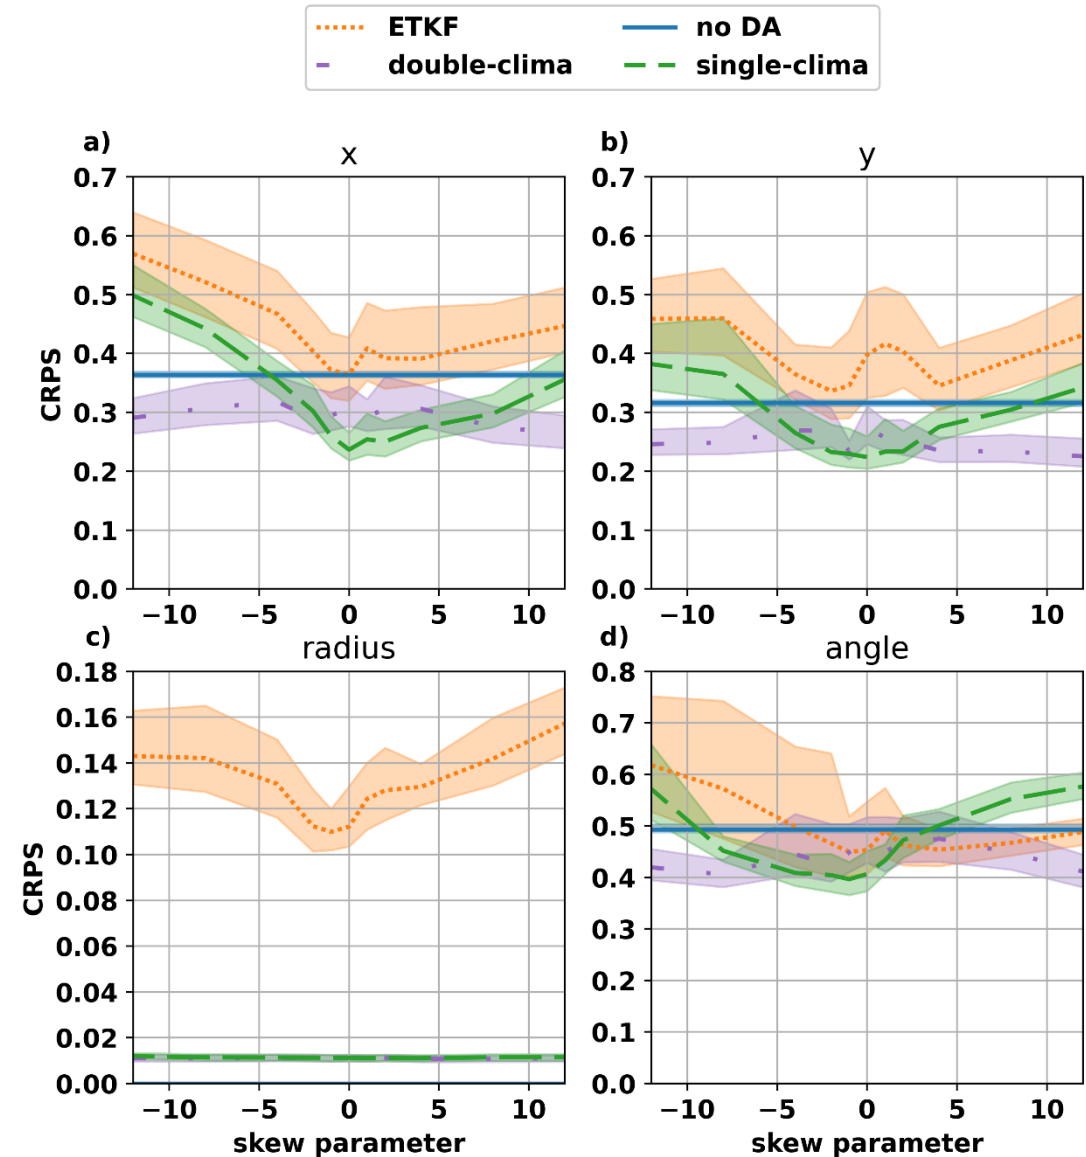 ETKF no DA
double-clima single-clima
a) x
b) y
CRPS
0.7
0.6
0.5
0.4
0.3
0.2
0.1
0.0
−10 −5 0 5 10
0.7
0.6
0.5
0.4
0.3
0.2
0.1
0.0
−10 −5 0 5 10
c) radius
d) angle
CRPS
0.18
0.16
0.14
0.12
0.10
0.08
0.06
0.04
0.02
0.00
−10 −5 0 5 10
skew parameter
0.8
0.7
0.6
0.5
0.4
0.3
0.2
0.1
0.0
−10 −5 0 5 10
skew parameter